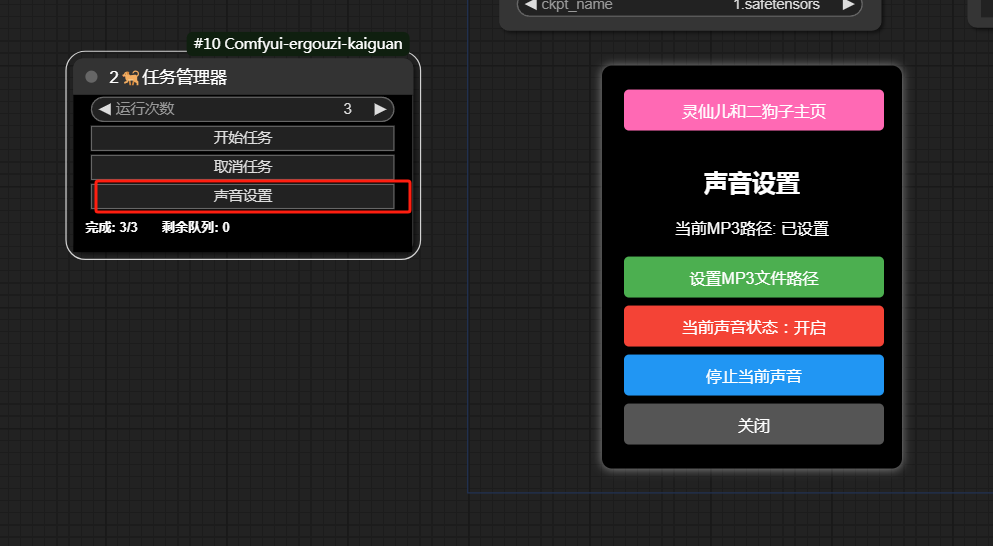 ckpt_name 1.safetensors
#10 Comfyui-ergouzi-kaiguan
2🐕任务管理器
运行次数 3
开始任务
取消任务
声音设置
完成: 3/3 剩余队列: 0
灵仙儿和二狗子主页
声音设置
当前MP3路径: 已设置
设置MP3文件路径
当前声音状态：开启
停止当前声音
关闭